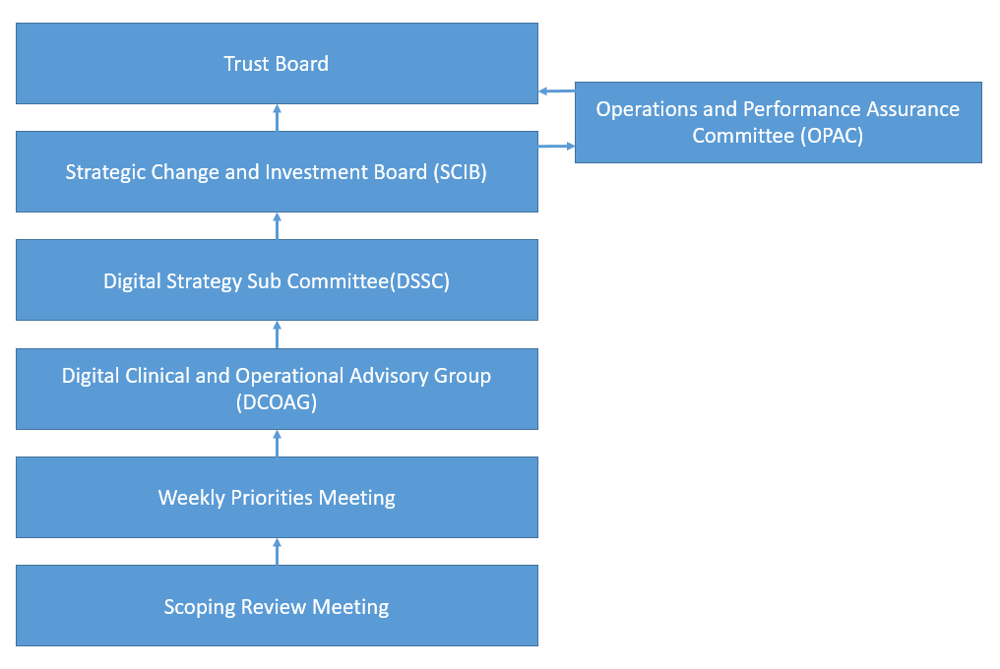 Trust Board
Operations and Performance Assurance
Committee (OPAC)
Strategic Change and Investment Board (SCIB)
Digital Strategy Sub Committee(DSSC)
Digital Clinical and Operational Advisory Group
(DCOAG)
Weekly Priorities Meeting
Scoping Review Meeting